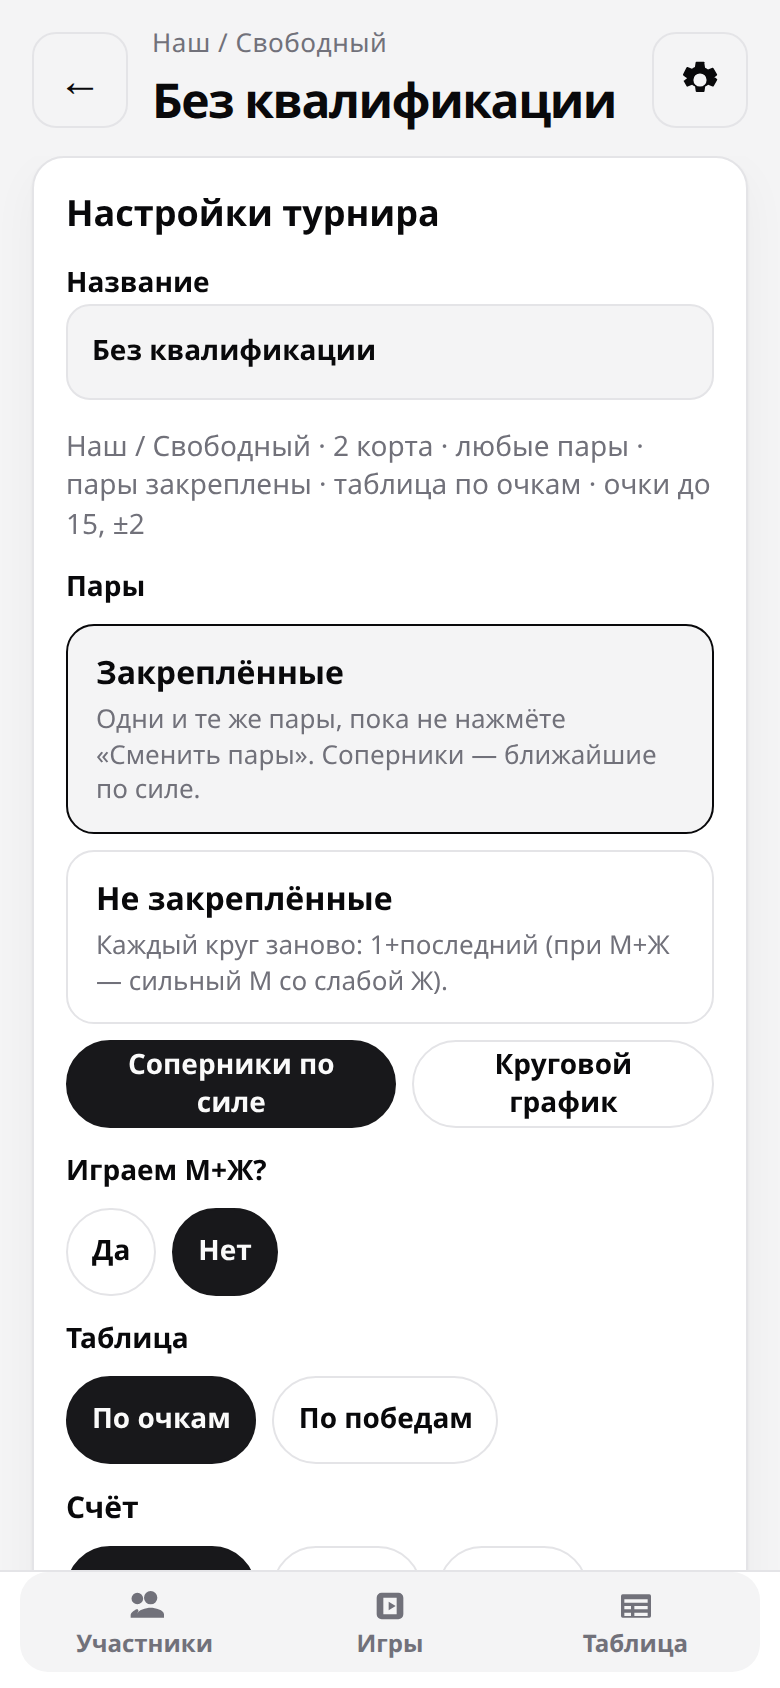 ←
Наш / Свободный
Без квалификации
Настройки турнира
Название
Без квалификации
Наш / Свободный · 2 корта · любые пары ·
пары закреплены · таблица по очкам · очки до
15, ±2
Пары
Закреплённые
Одни и те же пары, пока не нажмёте
«Сменить пары». Соперники — ближайшие
по силе.
Не закреплённые
Каждый круг заново: 1+последний (при М+Ж
— сильный М со слабой Ж).
Соперники по
силе
Круговой
график
Играем М+Ж?
Да
Нет
Таблица
По очкам
По победам
Счёт
Участники
Игры
Таблица